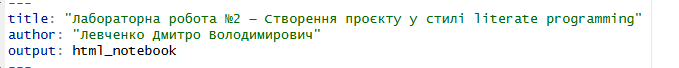 ---
title: "Лабораторна робота №2 – Створення проєкту у стилі literate programming"
author: "Левченко Дмитро Володимирович"
output: html_notebook
---